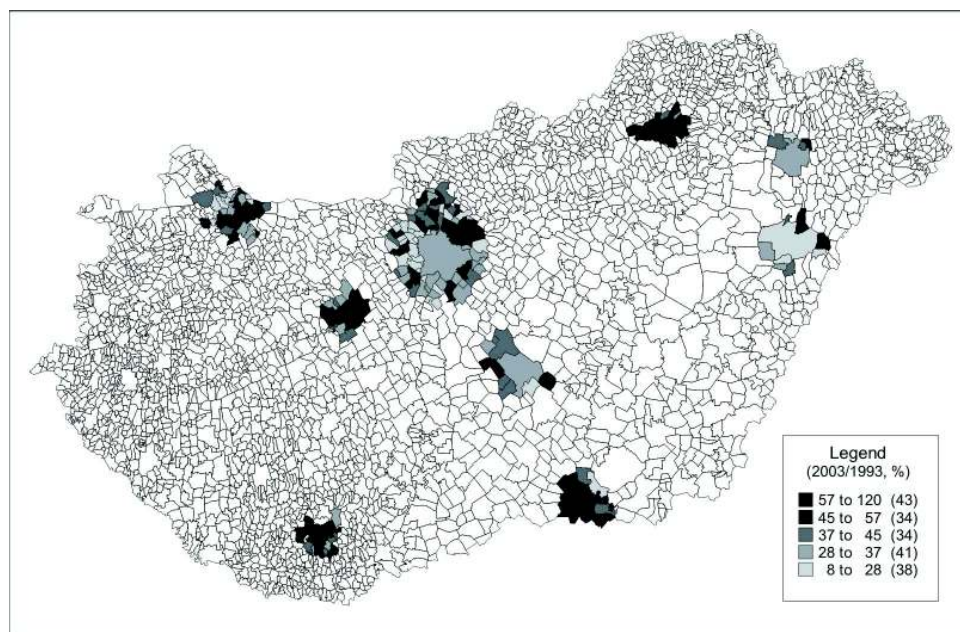 Legend
(2003/1993, %)
57 to 120 (43)
45 to 57 (34)
37 to 45 (34)
28 to 37 (41)
8 to 28 (38)